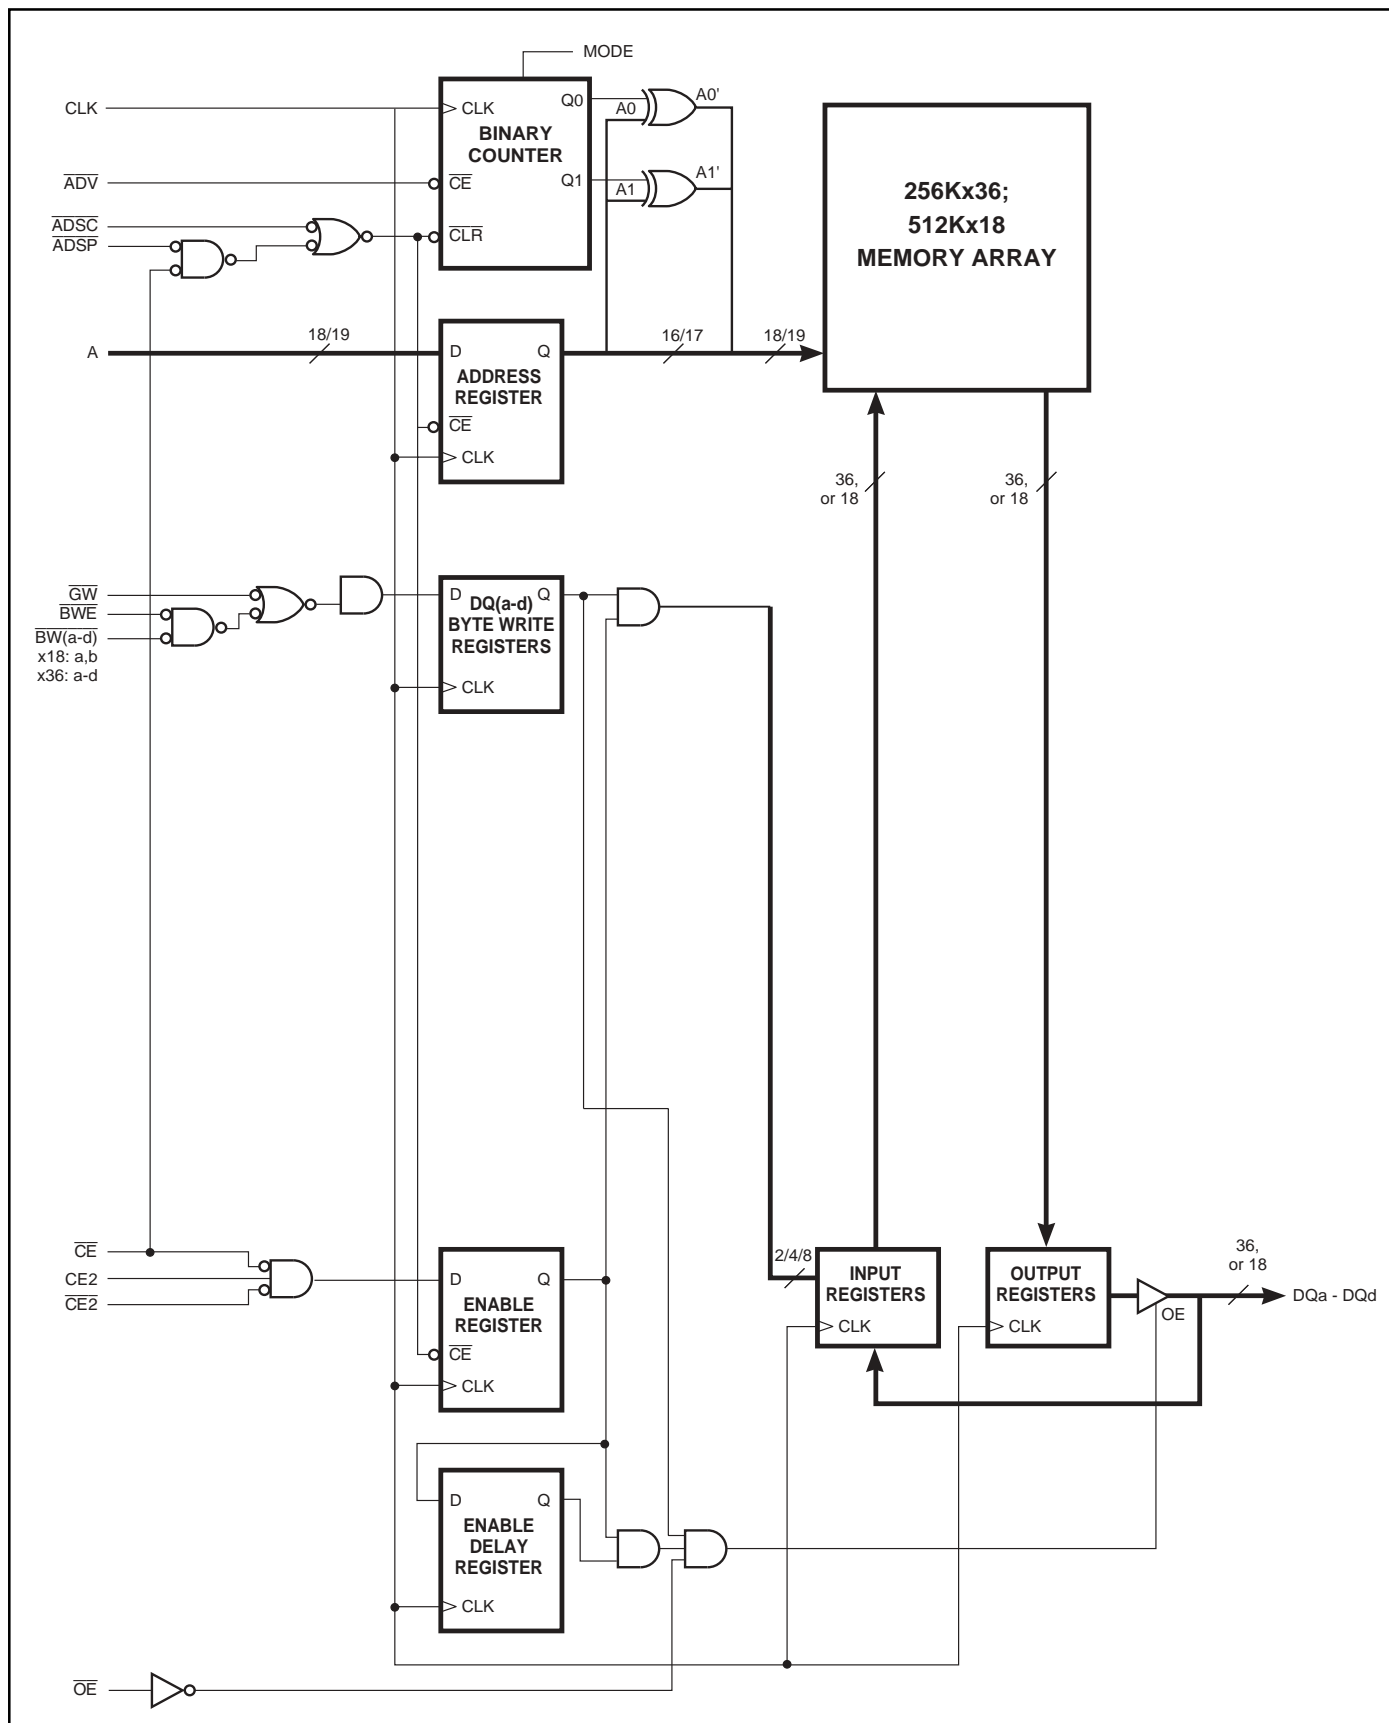 MODE
CLK
CLK
Q0
A0
A0'
BINARY
COUNTER
ADV
CE
Q1
A1
A1'
ADSC
ADSP
CLR
256Kx36;
512Kx18
MEMORY ARRAY
A
18/19
D
Q
16/17
18/19
ADDRESS
REGISTER
CE
CLK
36,
or 18
36,
or 18
GW
BWE
BW(a-d)
x18: a,b
x36: a-d
D
Q
DQ(a-d)
BYTE WRITE
REGISTERS
CLK
CE
CE2
CE2
D
Q
ENABLE
REGISTER
CE
CLK
2/4/8
INPUT
REGISTERS
CLK
OUTPUT
REGISTERS
CLK
OE
36,
or 18
DQa - DQd
D
Q
ENABLE
DELAY
REGISTER
CLK
OE